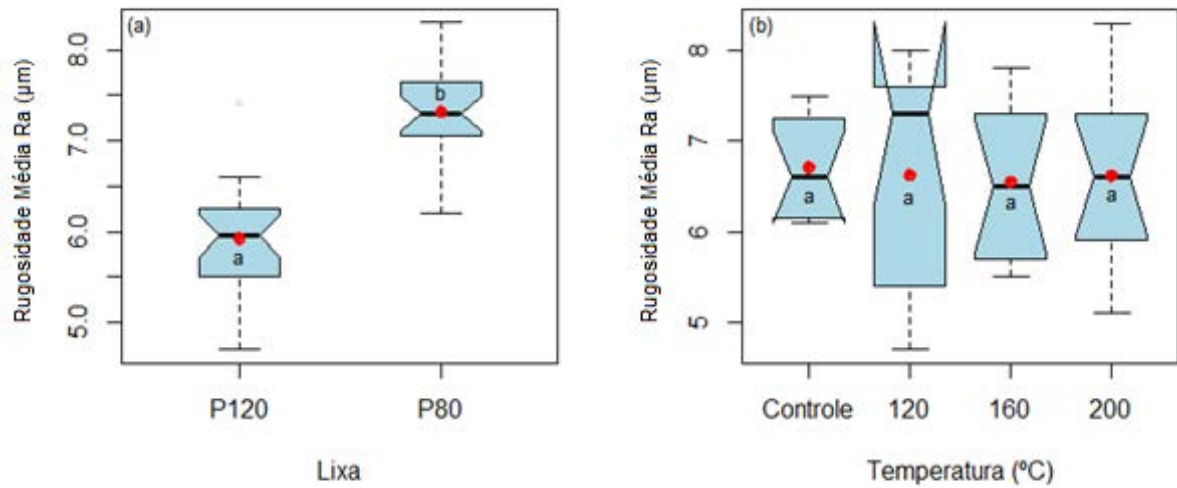 (a)
Rugosidade Média Ra (µm)
8.0
7.0
6.0
5.0
b
a
P120 P80
Lixa
(b)
Rugosidade Média Ra (µm)
8
7
6
5
a a a a
Controle 120 160 200
Temperatura (ºC)